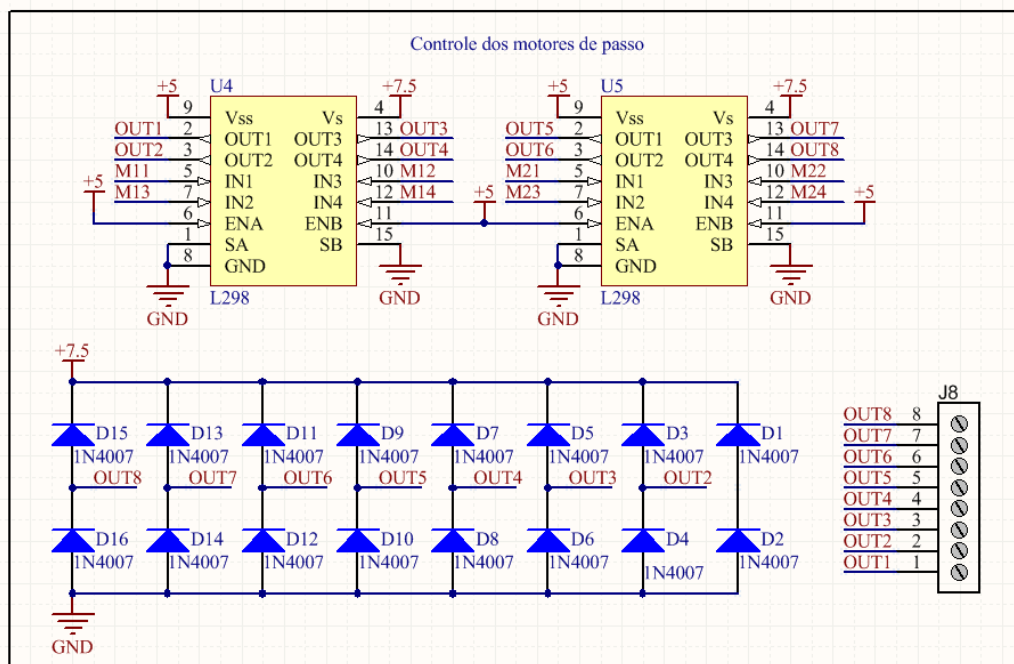 Controle dos motores de passo
U4 U5
+5 +7.5 +5 +7.5
9 Vss Vs 4 9 Vss Vs 4
OUT1 2 OUT1 OUT3 13 OUT3 OUT5 2 OUT1 OUT3 13 OUT7
OUT2 3 OUT2 OUT4 14 OUT4 OUT6 3 OUT2 OUT4 14 OUT8
M11 5 IN1 IN3 10 M12 M21 5 IN1 IN3 10 M22
+5 M13 7 IN2 IN4 12 M14 +5 M23 7 IN2 IN4 12 M24 +5
6 ENA ENB 11 6 ENA ENB 11
1 SA SB 15 1 SA SB 15
8 GND 8 GND
L298 L298
GND GND GND GND
+7.5
D15 D13 D11 D9 D7 D5 D3 D1
1N4007 1N4007 1N4007 1N4007 1N4007 1N4007 1N4007 1N4007
OUT8 OUT7 OUT6 OUT5 OUT4 OUT3 OUT2
D16 D14 D12 D10 D8 D6 D4 D2
1N4007 1N4007 1N4007 1N4007 1N4007 1N4007 1N4007 1N4007
GND
J8
OUT8 8
OUT7 7
OUT6 6
OUT5 5
OUT4 4
OUT3 3
OUT2 2
OUT1 1